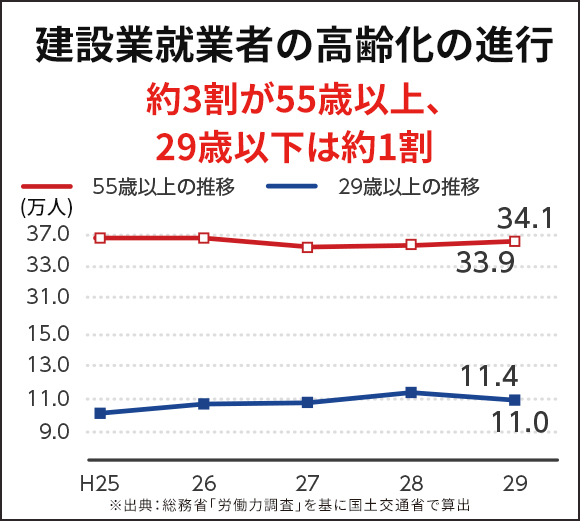 建設業就業者の高齢化の進行
約3割が55歳以上、
29歳以下は約1割
55歳以上の推移 29歳以上の推移
(万人)
37.0
34.1
33.9
33.0
31.0
15.0
13.0
11.4
11.0
11.0
9.0
H25 26 27 28 29
※出典：総務省「労働力調査」を基に国土交通省で算出